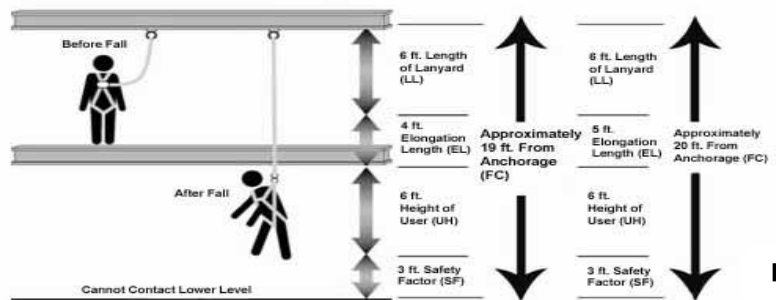 Before Fall
After Fall
Cannot Contact Lower Level
6 ft. Length
of Lanyard
(LL)
4 ft.
Elongation
Length (EL)
6 ft.
Height of
User (UH)
3 ft. Safety
Factor (SF)
Approximately
19 ft. From
Anchorage
(FC)
6 ft. Length
of Lanyard
(LL)
5 ft.
Elongation
Length (EL)
6 ft.
Height of
User (UH)
3 ft. Safety
Factor (SF)
Approximately
20 ft. From
Anchorage (FC)